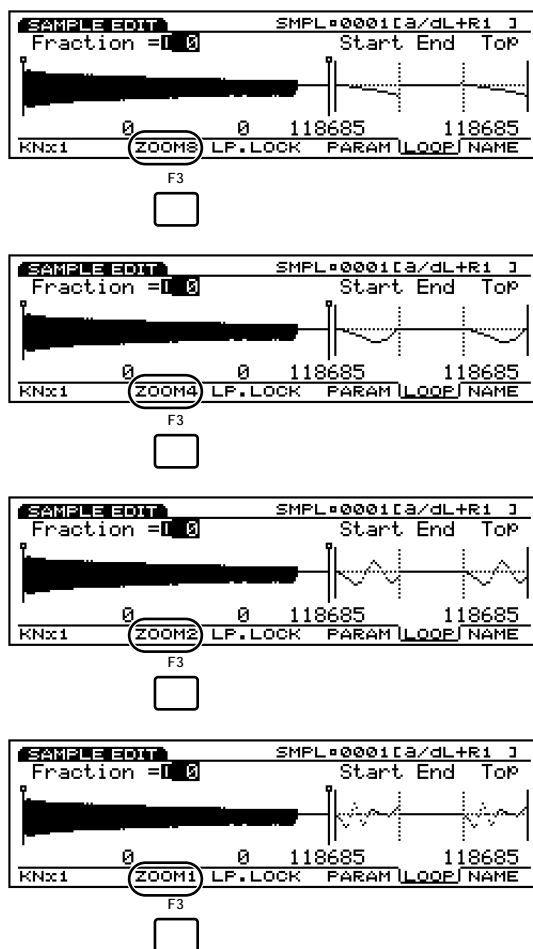 SAMPLE EDIT SMPL:0001[a/dL+R1 ]
Fraction = 0 Start End Top
0 0 118685 118685
KNx1 ZOOM8 LP.LOCK PARAM LOOP NAME
F3
SAMPLE EDIT SMPL:0001[a/dL+R1 ]
Fraction = 0 Start End Top
0 0 118685 118685
KNx1 ZOOM4 LP.LOCK PARAM LOOP NAME
F3
SAMPLE EDIT SMPL:0001[a/dL+R1 ]
Fraction = 0 Start End Top
0 0 118685 118685
KNx1 ZOOM2 LP.LOCK PARAM LOOP NAME
F3
SAMPLE EDIT SMPL:0001[a/dL+R1 ]
Fraction = 0 Start End Top
0 0 118685 118685
KNx1 ZOOM1 LP.LOCK PARAM LOOP NAME
F3